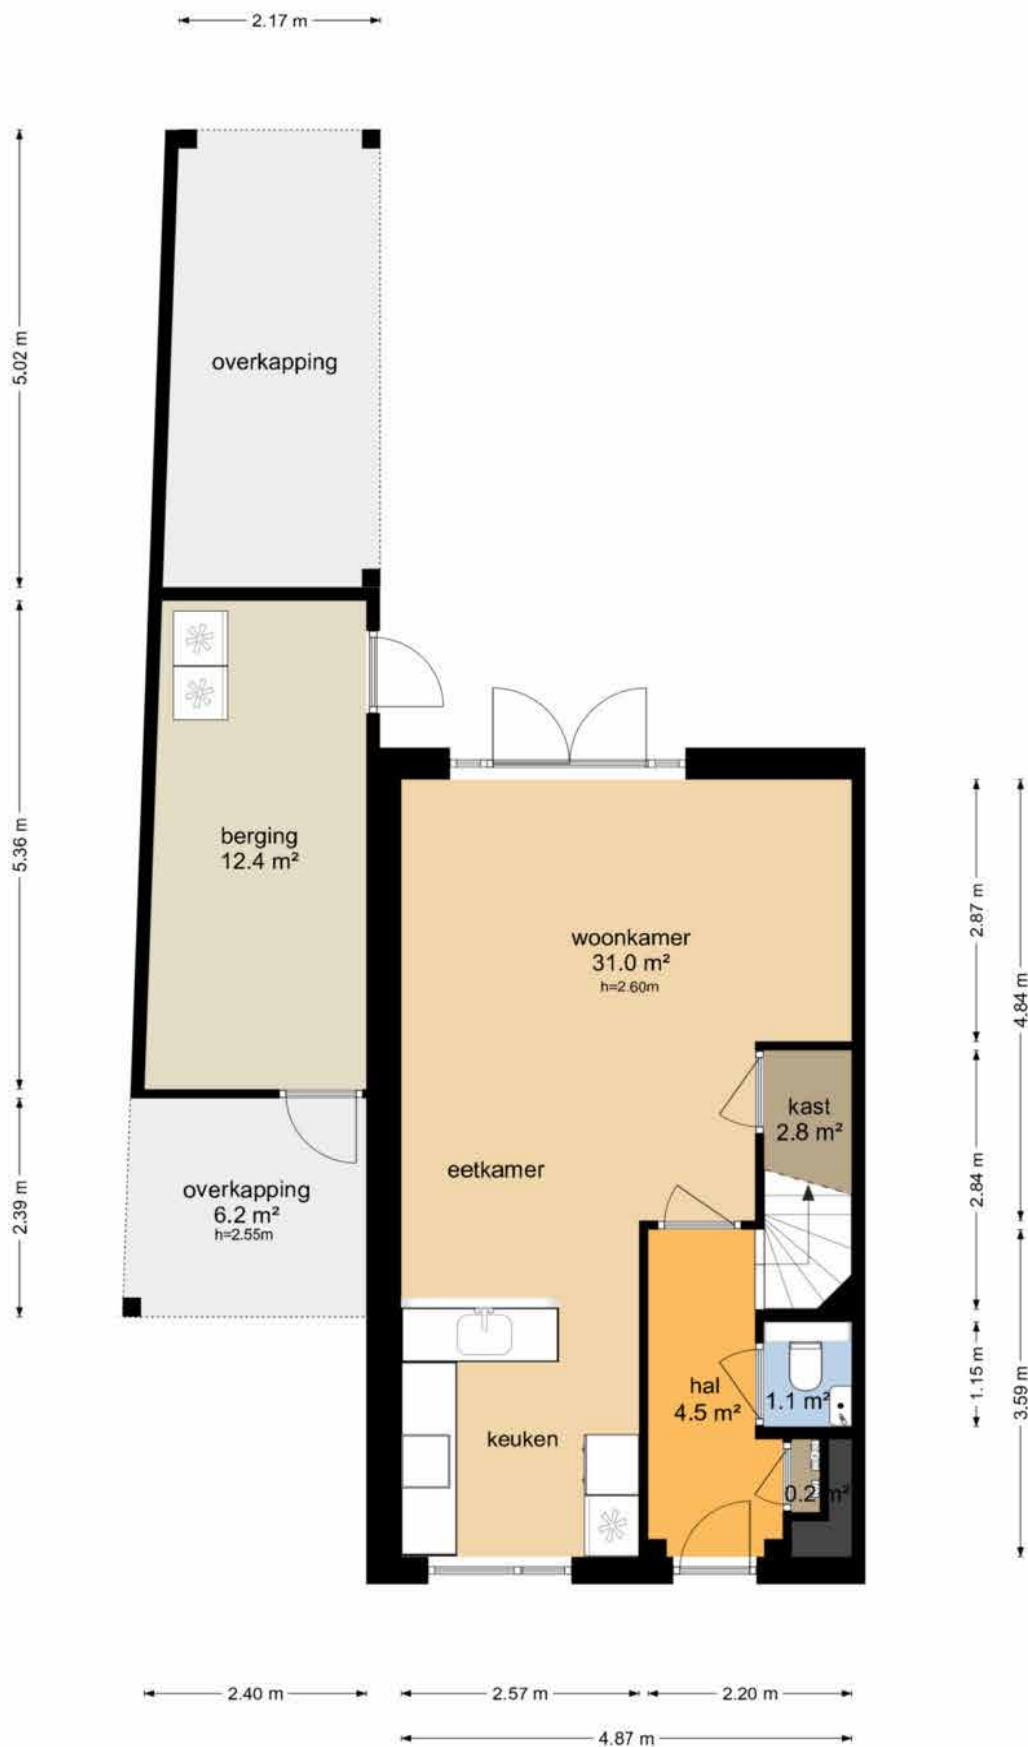 2.17 m
5.02 m
overkapping
5.36 m
berging
12.4 m²
2.87 m
4.84 m
woonkamer
31.0 m²
h=2.60m
kast
2.8 m²
2.84 m
eetkamer
2.39 m
overkapping
6.2 m²
h=2.55m
1.15 m
3.59 m
hal
4.5 m²
1.1 m²
keuken
0.2 m²
2.40 m
2.57 m
2.20 m
4.87 m